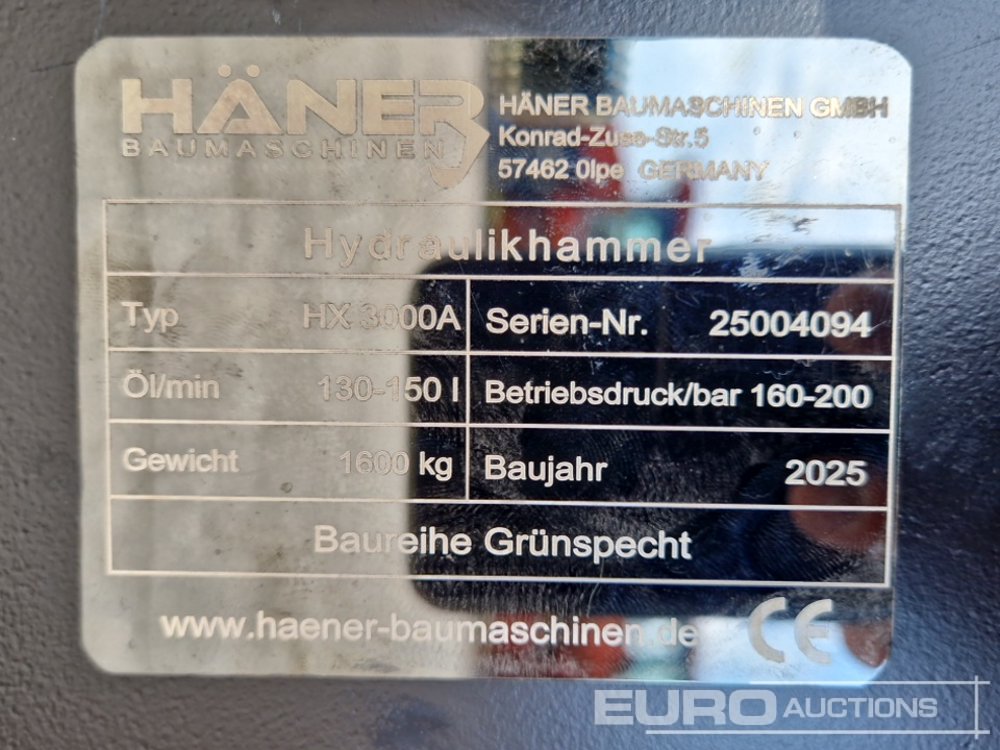 HÄNER
BAUMASCHINEN
HÄNER BAUMASCHINEN GMBH
Konrad-Zuse-Str.5
57462 Olpe GERMANY
Hydraulikhammer
Typ HX 3000A Serien-Nr. 25004094
Öl/min 130-150 l Betriebsdruck/bar 160-200
Gewicht 1600 kg Baujahr 2025
Baureihe Grünspecht
www.haener-baumaschinen.de CE
EURO AUCTIONS